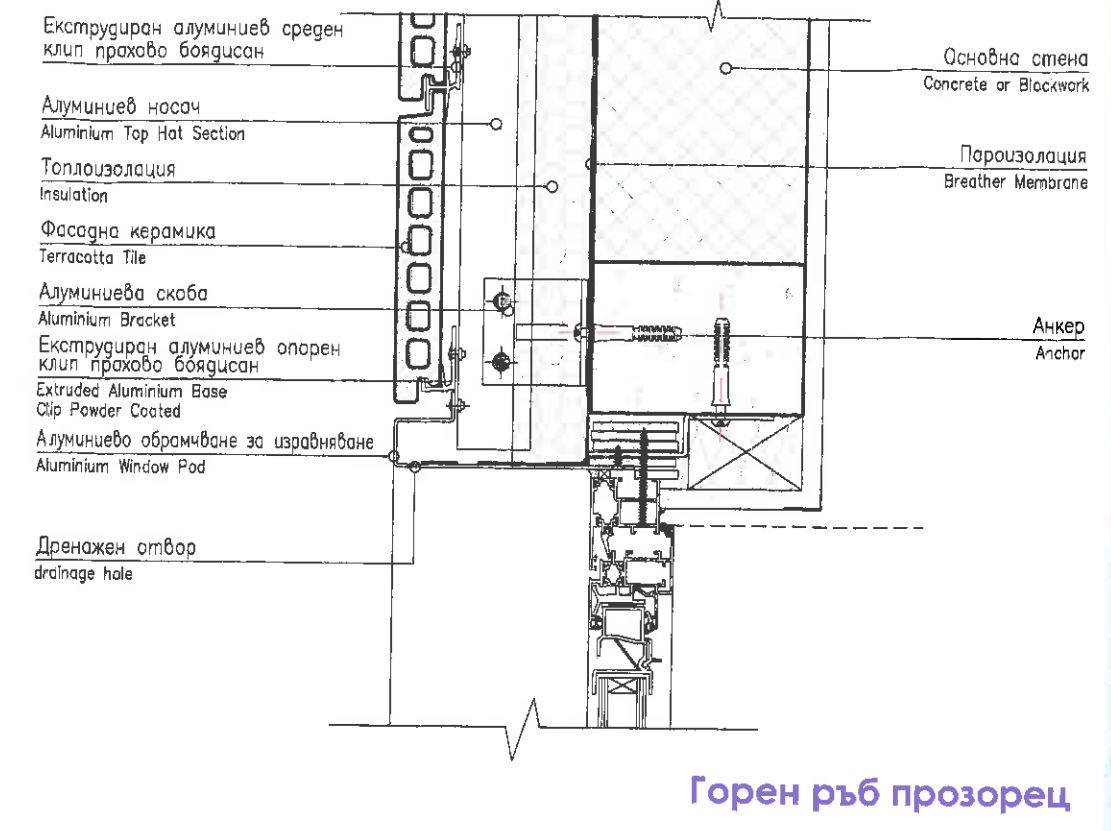 Екструдиран алуминиев среден
клип прахово боядисан
Алуминиев носач
Aluminium Top Hat Section
Топлоизолация
Insulation
Фасадна керамика
Terracotta Tile
Алуминиева скоба
Aluminium Bracket
Екструдиран алуминиев опорен
клип прахово боядисан
Extruded Aluminium Base
Clip Powder Coated
Алуминиево обрамчване за изравняване
Aluminium Window Pod
Дренажен отвор
drainage hole
Основна стена
Concrete or Blockwork
Пароизолация
Breather Membrane
Анкер
Anchor
Горен ръб прозорец